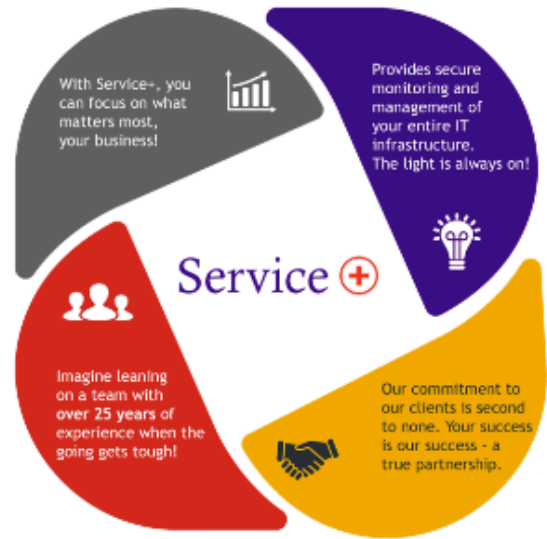 With Service+, you
can focus on what
matters most,
your business!
Provides secure
monitoring and
management of
your entire IT
infrastructure.
The light is always on!
Service +
Imagine leaning
on a team with
over 25 years of
experience when the
going gets tough!
Our commitment to
our clients is second
to none. Your success
is our success - a
true partnership.